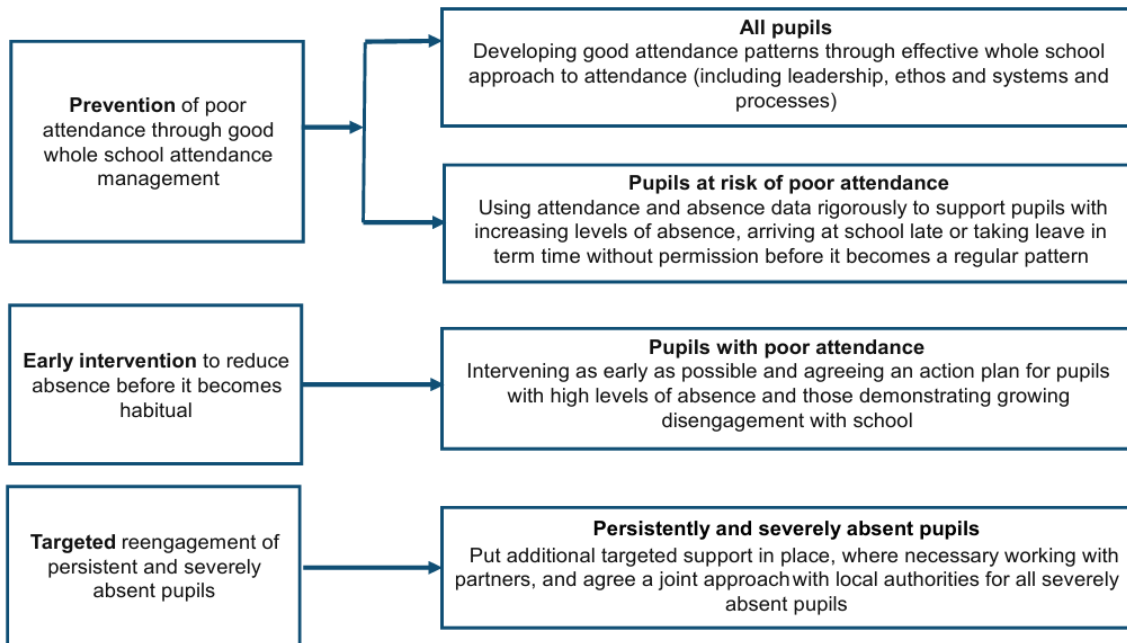 Prevention of poor
attendance through good
whole school attendance
management
All pupils
Developing good attendance patterns through effective whole school
approach to attendance (including leadership, ethos and systems and
processes)
Pupils at risk of poor attendance
Using attendance and absence data rigorously to support pupils with
increasing levels of absence, arriving at school late or taking leave in
term time without permission before it becomes a regular pattern
Early intervention to reduce
absence before it becomes
habitual
Pupils with poor attendance
Intervening as early as possible and agreeing an action plan for pupils
with high levels of absence and those demonstrating growing
disengagement with school
Targeted reengagement of
persistent and severely
absent pupils
Persistently and severely absent pupils
Put additional targeted support in place, where necessary working with
partners, and agree a joint approach with local authorities for all severely
absent pupils